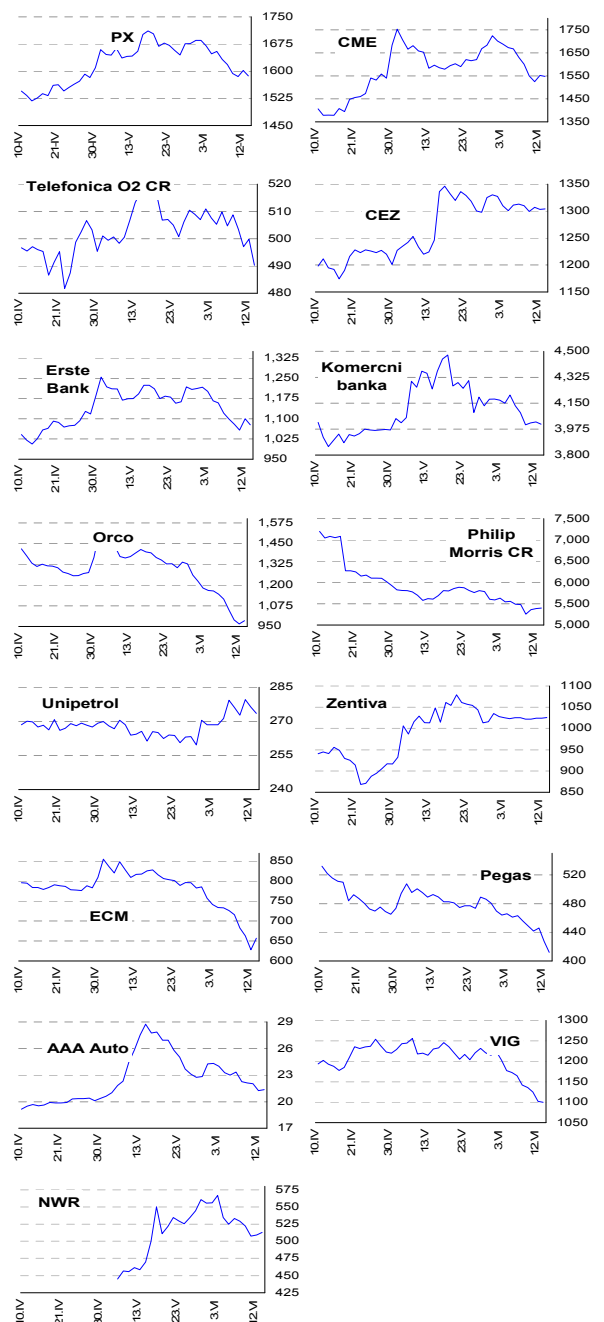 PX
1750
1675
1600
1525
1450
10.IV 21.IV 30.IV 13.V 23.V 3.VI 12.VI
CME
1750
1650
1550
1450
1350
10.IV 21.IV 30.IV 13.V 23.V 3.VI 12.VI
Telefonica O2 CR
520
510
500
490
480
10.IV 21.IV 30.IV 13.V 23.V 3.VI 12.VI
CEZ
1350
1300
1250
1200
1150
10.IV 21.IV 30.IV 13.V 23.V 3.VI 12.VI
Erste
Bank
1,325
1,250
1,175
1,100
1,025
950
10.IV 21.IV 30.IV 13.V 23.V 3.VI 12.VI
Komercni
banka
4,500
4,325
4,150
3,975
3,800
10.IV 21.IV 30.IV 13.V 23.V 3.VI 12.VI
Orco
1,575
1,450
1,325
1,200
1,075
950
10.IV 21.IV 30.IV 13.V 23.V 3.VI 12.VI
Philip
Morris CR
7,500
7,000
6,500
6,000
5,500
5,000
10.IV 21.IV 30.IV 13.V 23.V 3.VI 12.VI
Unipetrol
285
270
255
240
10.IV 21.IV 30.IV 13.V 23.V 3.VI 12.VI
Zentiva
1100
1050
1000
950
900
850
10.IV 21.IV 30.IV 13.V 23.V 3.VI 12.VI
ECM
850
800
750
700
650
600
10.IV 21.IV 30.IV 13.V 23.V 3.VI 12.VI
Pegas
520
480
440
400
10.IV 21.IV 30.IV 13.V 23.V 3.VI 12.VI
AAA Auto
29
26
23
20
17
10.IV 21.IV 30.IV 13.V 23.V 3.VI 12.VI
VIG
1300
1250
1200
1150
1100
1050
10.IV 21.IV 30.IV 13.V 23.V 3.VI 12.VI
NWR
575
550
525
500
475
450
425
10.IV 21.IV 30.IV 13.V 23.V 3.VI 12.VI